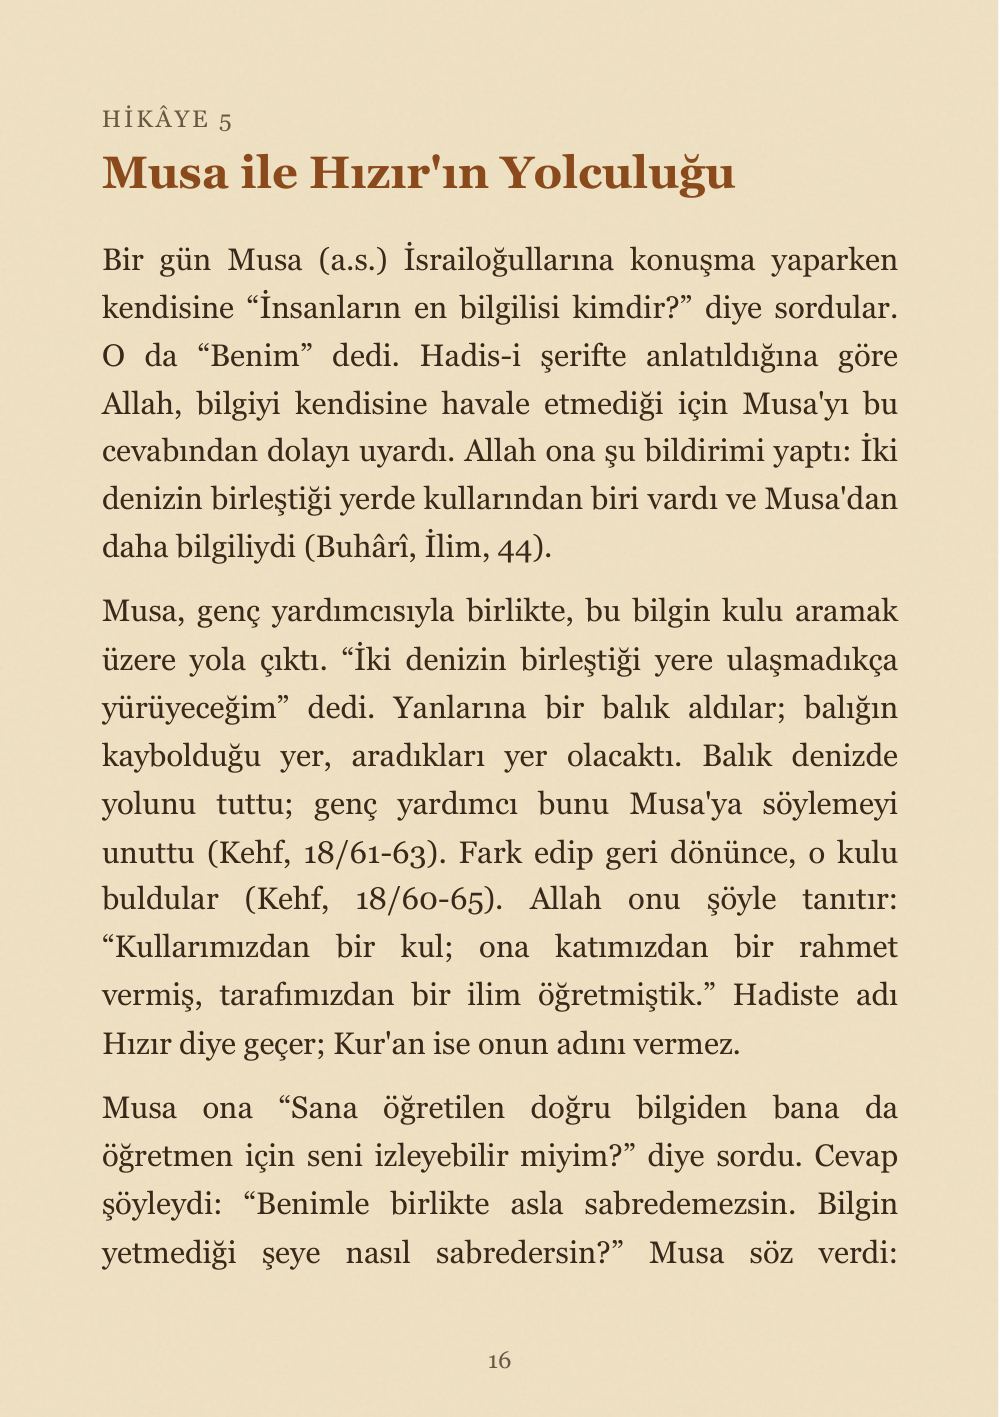 HİKÂYE 5
Musa ile Hızır'ın Yolculuğu
Bir gün Musa (a.s.) İsrailoğullarına konuşma yaparken
kendisine “İnsanların en bilgilisi kimdir?” diye sordular.
O da “Benim” dedi. Hadis-i şerifte anlatıldığına göre
Allah, bilgiyi kendisine havale etmediği için Musa'yı bu
cevabından dolayı uyardı. Allah ona şu bildirimi yaptı: İki
denizin birleştiği yerde kullarından biri vardı ve Musa'dan
daha bilgiliydi (Buhârî, İlim, 44).
Musa, genç yardımcısıyla birlikte, bu bilgin kulu aramak
üzere yola çıktı. “İki denizin birleştiği yere ulaşmadıkça
yürüyeceğim” dedi. Yanlarına bir balık aldılar; balığın
kaybolduğu yer, aradıkları yer olacaktı. Balık denizde
yolunu tuttu; genç yardımcı bunu Musa'ya söylemeyi
unuttu (Kehf, 18/61-63). Fark edip geri dönünce, o kulu
buldular (Kehf, 18/60-65). Allah onu şöyle tanıtır:
“Kullarımızdan bir kul; ona katımızdan bir rahmet
vermiş, tarafımızdan bir ilim öğretmiştik.” Hadiste adı
Hızır diye geçer; Kur'an ise onun adını vermez.
Musa ona “Sana öğretilen doğru bilgiden bana da
öğretmen için seni izleyebilir miyim?” diye sordu. Cevap
şöyleydi: “Benimle birlikte asla sabredemezsin. Bilgin
yetmediği şeye nasıl sabredersin?” Musa söz verdi:
16